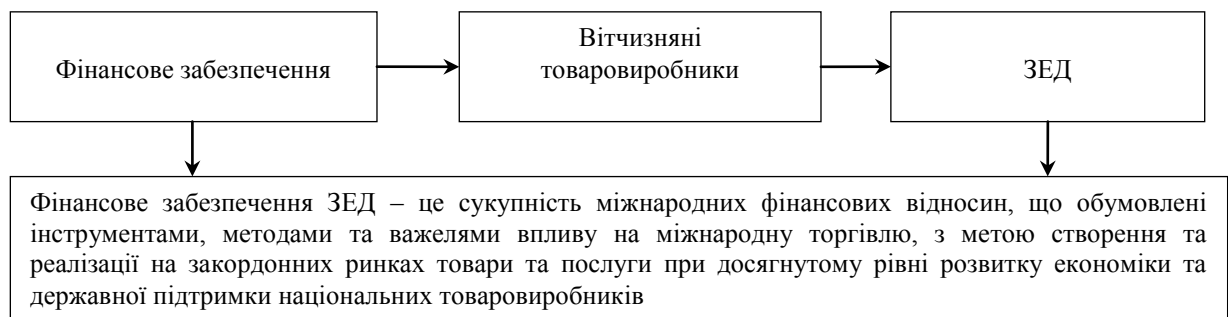 Фінансове забезпечення
Вітчизняні
товаровиробники
ЗЕД
Фінансове забезпечення ЗЕД – це сукупність міжнародних фінансових відносин, що обумовлені
інструментами, методами та важелями впливу на міжнародну торгівлю, з метою створення та
реалізації на закордонних ринках товари та послуги при досягнутому рівні розвитку економіки та
державної підтримки національних товаровиробників